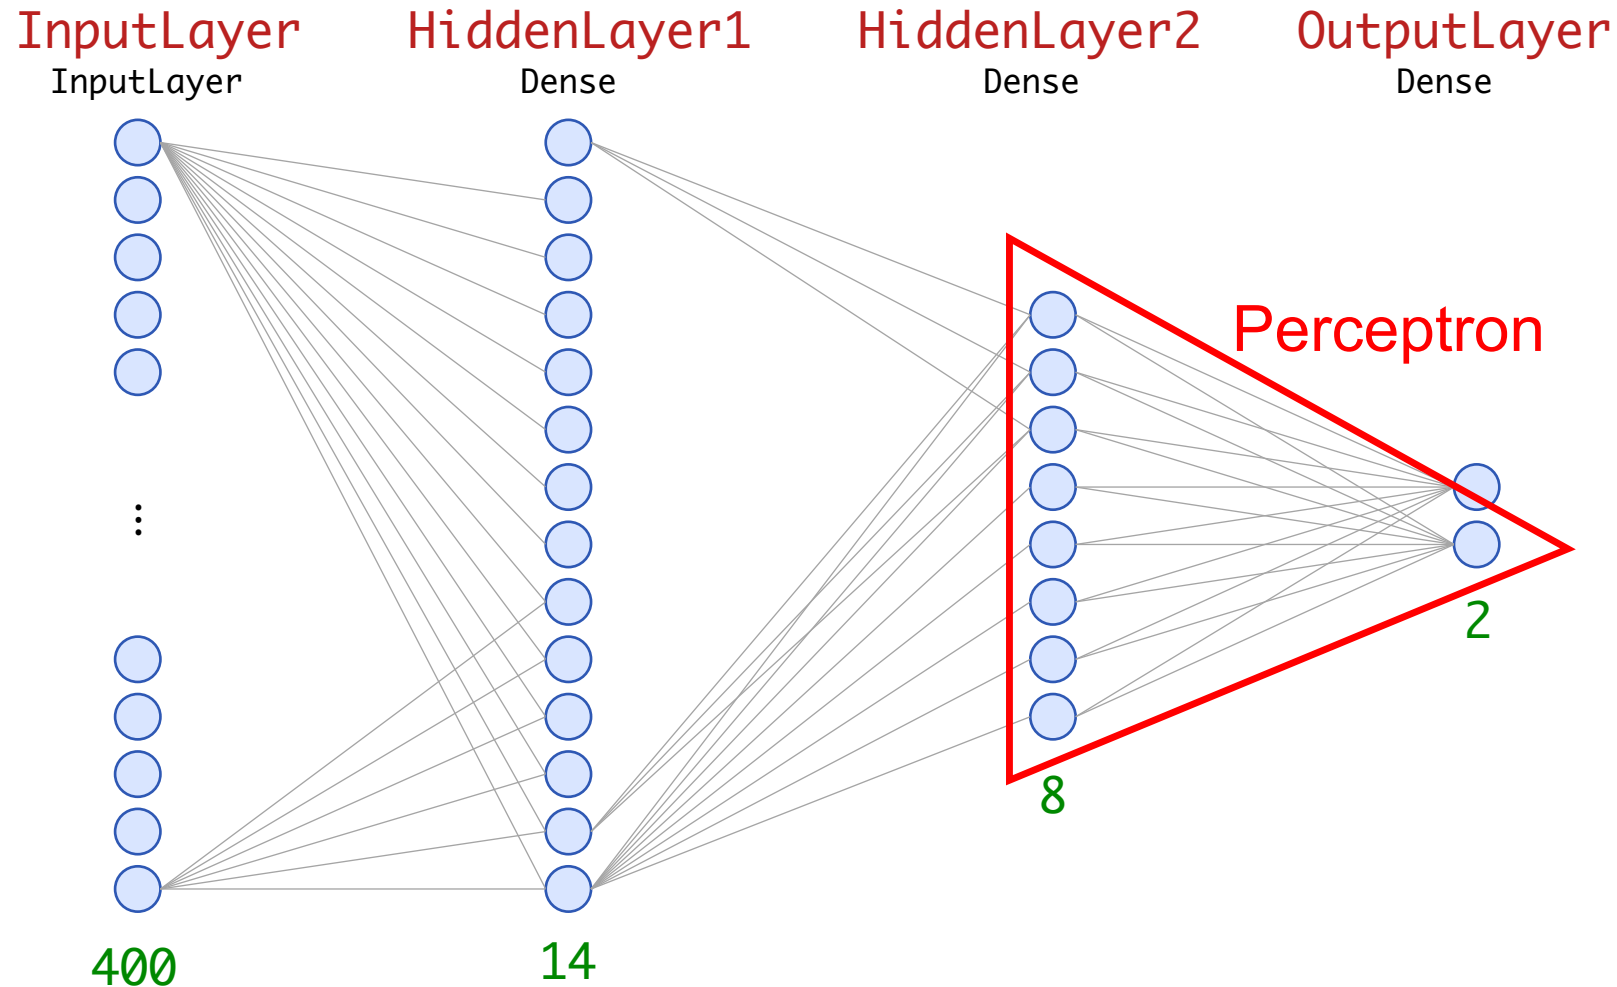 InputLayer HiddenLayer1 HiddenLayer2 OutputLayer
InputLayer Dense Dense Dense
Perceptron
...
2
8
400 14